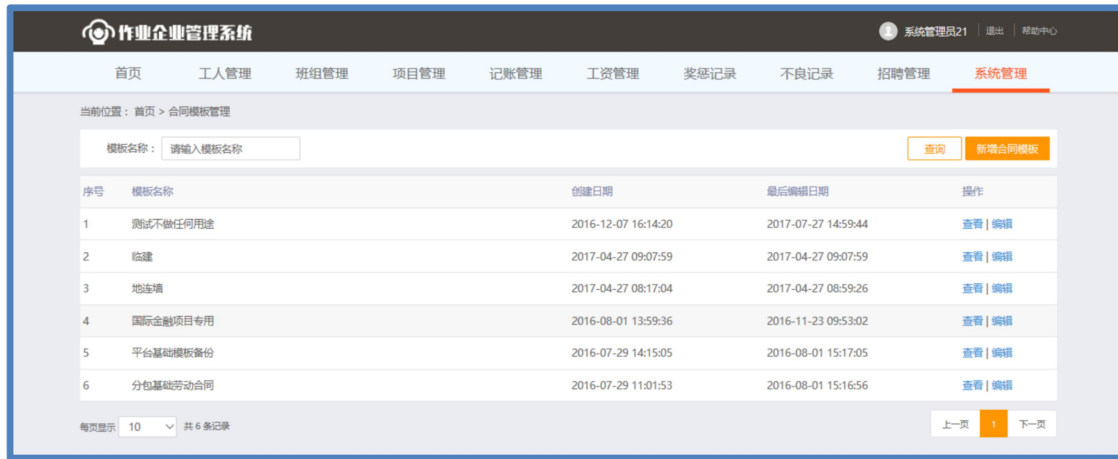 作业企业管理系统 系统管理员21 | 退出 | 帮助中心
首页 工人管理 班组管理 项目管理 记账管理 工资管理 奖惩记录 不良记录 招聘管理 系统管理
当前位置： 首页 > 合同模板管理
模板名称： 请输入模板名称 查询 新增合同模板
序号 模板名称 创建日期 最后编辑日期 操作
1 测试不做任何用途 2016-12-07 16:14:20 2017-07-27 14:59:44 查看 | 编辑
2 临建 2017-04-27 09:07:59 2017-04-27 09:07:59 查看 | 编辑
3 地连墙 2017-04-27 08:17:04 2017-04-27 08:59:26 查看 | 编辑
4 国际金融项目专用 2016-08-01 13:59:36 2016-11-23 09:53:02 查看 | 编辑
5 平台基础模板备份 2016-07-29 14:15:05 2016-08-01 15:17:05 查看 | 编辑
6 分包基础劳动合同 2016-07-29 11:01:53 2016-08-01 15:16:56 查看 | 编辑
每页显示 10 共 6 条记录 上一页 1 下一页